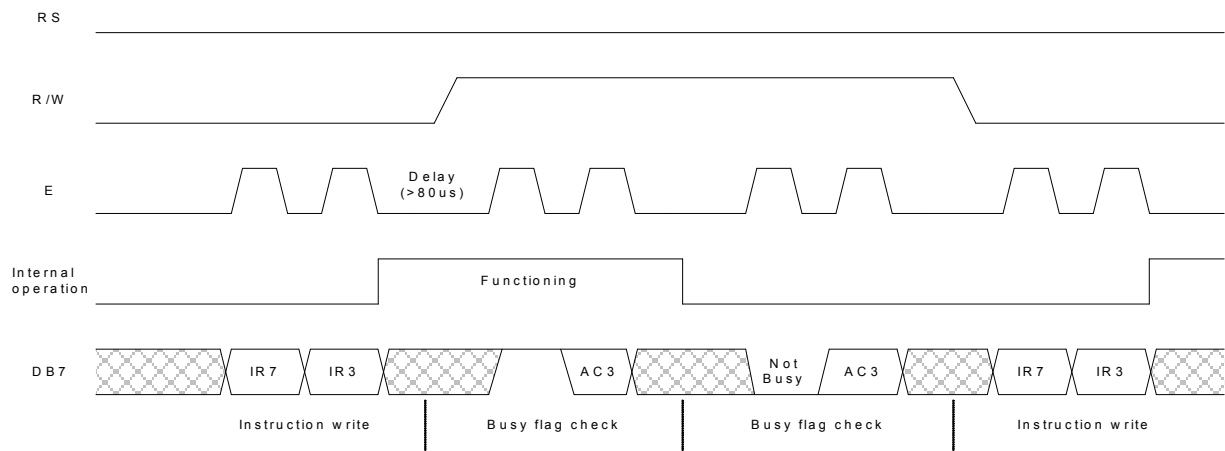 RS
R/W
E
Delay
(>80us)
Internal
operation
Functioning
DB7
IR7
IR3
AC3
Not
Busy
AC3
IR7
IR3
Instruction write
Busy flag check
Busy flag check
Instruction write